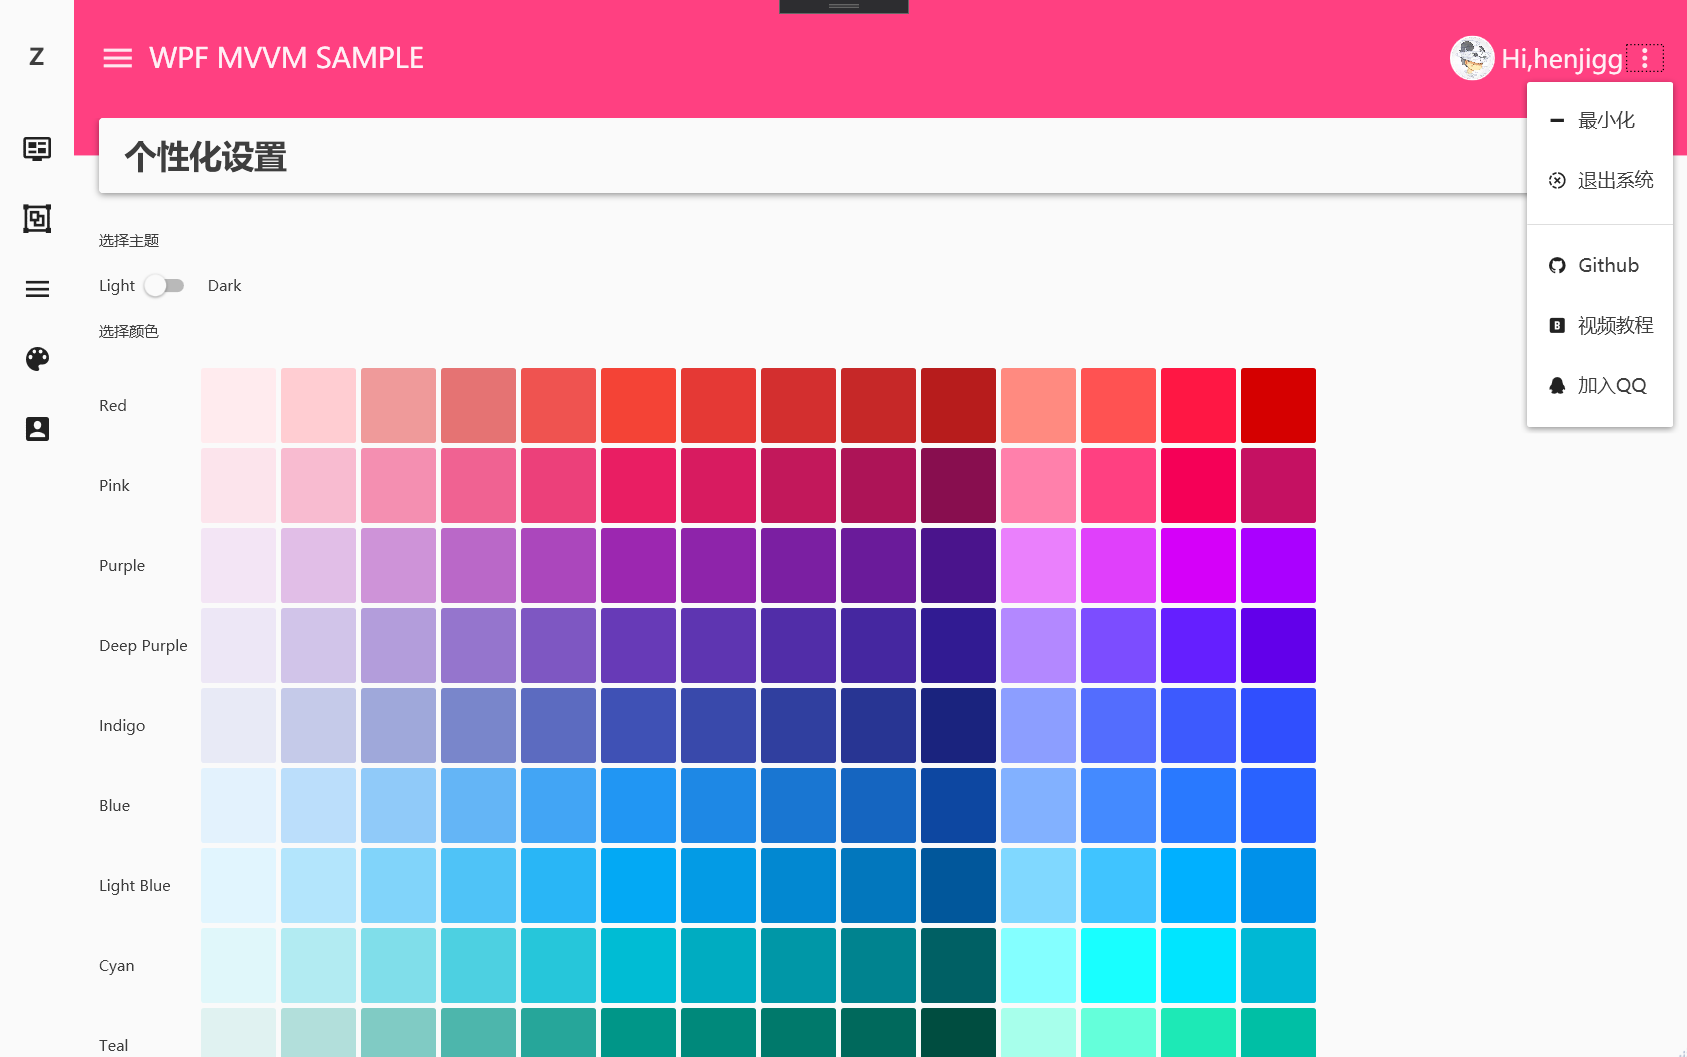 Z
WPF MVVM SAMPLE
Hi,henjigg
最小化
退出系统
Github
视频教程
加入QQ
个性化设置
选择主题
Light Dark
选择颜色
Red
Pink
Purple
Deep Purple
Indigo
Blue
Light Blue
Cyan
Teal